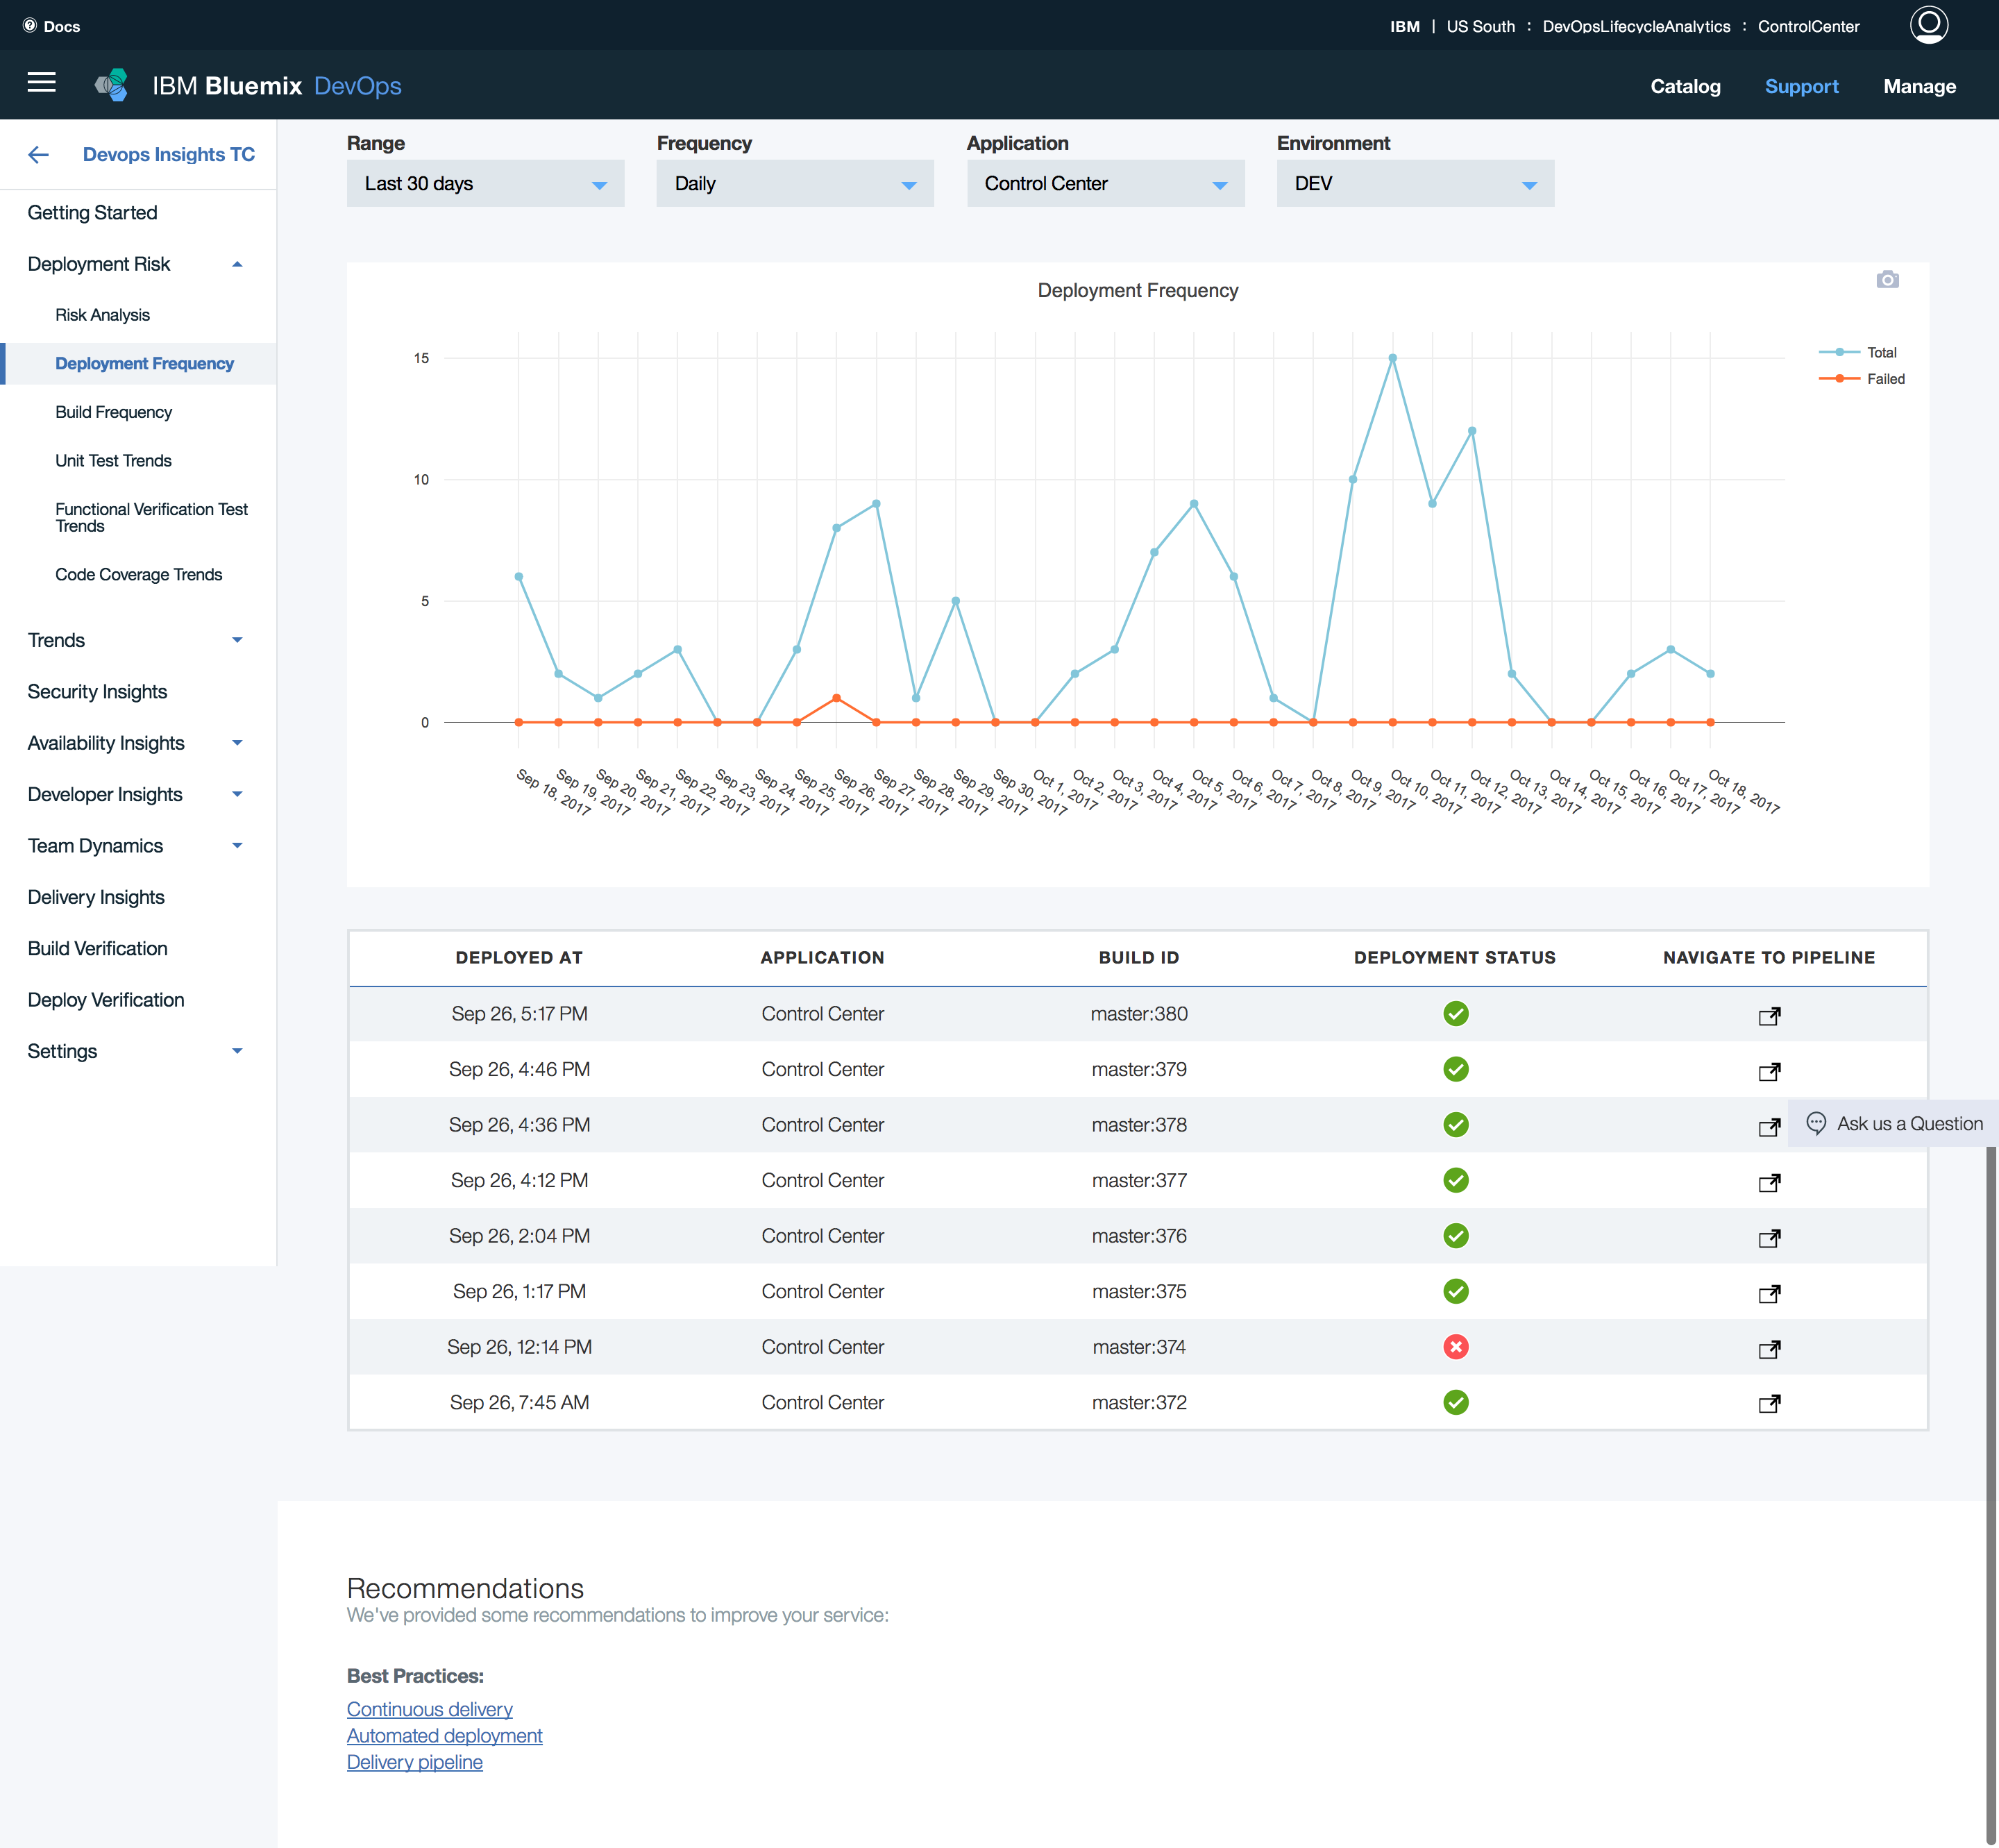 Docs
IBM | US South : DevOpsLifecycleAnalytics : ControlCenter
IBM Bluemix DevOps
Catalog Support Manage
Devops Insights TC
Getting Started
Deployment Risk
Risk Analysis
Deployment Frequency
Build Frequency
Unit Test Trends
Functional Verification Test
Trends
Code Coverage Trends
Trends
Security Insights
Availability Insights
Developer Insights
Team Dynamics
Delivery Insights
Build Verification
Deploy Verification
Settings
Range Frequency Application Environment
Last 30 days Daily Control Center DEV
Deployment Frequency
Total
Failed
15
10
5
0
Sep 18, 2017
Sep 19, 2017
Sep 20, 2017
Sep 21, 2017
Sep 22, 2017
Sep 23, 2017
Sep 24, 2017
Sep 25, 2017
Sep 26, 2017
Sep 27, 2017
Sep 28, 2017
Sep 29, 2017
Sep 30, 2017
Oct 1, 2017
Oct 2, 2017
Oct 3, 2017
Oct 4, 2017
Oct 5, 2017
Oct 6, 2017
Oct 7, 2017
Oct 8, 2017
Oct 9, 2017
Oct 10, 2017
Oct 11, 2017
Oct 12, 2017
Oct 13, 2017
Oct 14, 2017
Oct 15, 2017
Oct 16, 2017
Oct 17, 2017
Oct 18, 2017
DEPLOYED AT APPLICATION BUILD ID DEPLOYMENT STATUS NAVIGATE TO PIPELINE
Sep 26, 5:17 PM Control Center master:380
Sep 26, 4:46 PM Control Center master:379
Sep 26, 4:36 PM Control Center master:378
Ask us a Question
Sep 26, 4:12 PM Control Center master:377
Sep 26, 2:04 PM Control Center master:376
Sep 26, 1:17 PM Control Center master:375
Sep 26, 12:14 PM Control Center master:374
Sep 26, 7:45 AM Control Center master:372
Recommendations
We've provided some recommendations to improve your service:
Best Practices:
Continuous delivery
Automated deployment
Delivery pipeline